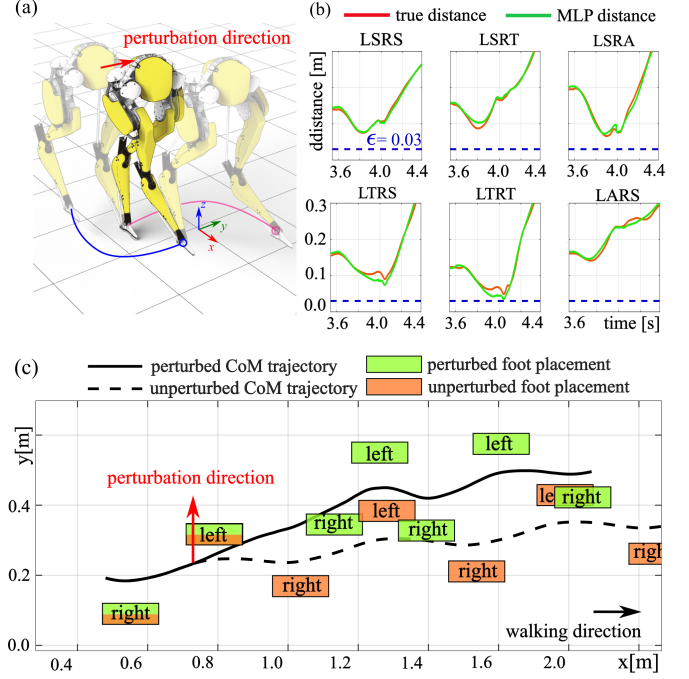 (a)
perturbation direction
z
y
x
(b)
true distance
MLP distance
LSRS
LSRT
LSRA
ddistance [m]
ϵ= 0.03
3.6 4.0 4.4
3.6 4.0 4.4
3.6 4.0 4.4
LTRS
LTRT
LARS
0.3
0.2
0.1
0.0
3.6 4.0 4.4
3.6 4.0 4.4
3.6 time [s] 4.4
(c)
perturbed CoM trajectory
perturbed foot placement
unperturbed CoM trajectory
unperturbed foot placement
y[m]
0.4
0.2
0.0
perturbation direction
left
left
left
left
right
right
right
right
right
right
walking direction
0.4 0.6 0.8 1.0 1.2 1.4 1.6 1.8 2.0 x[m]